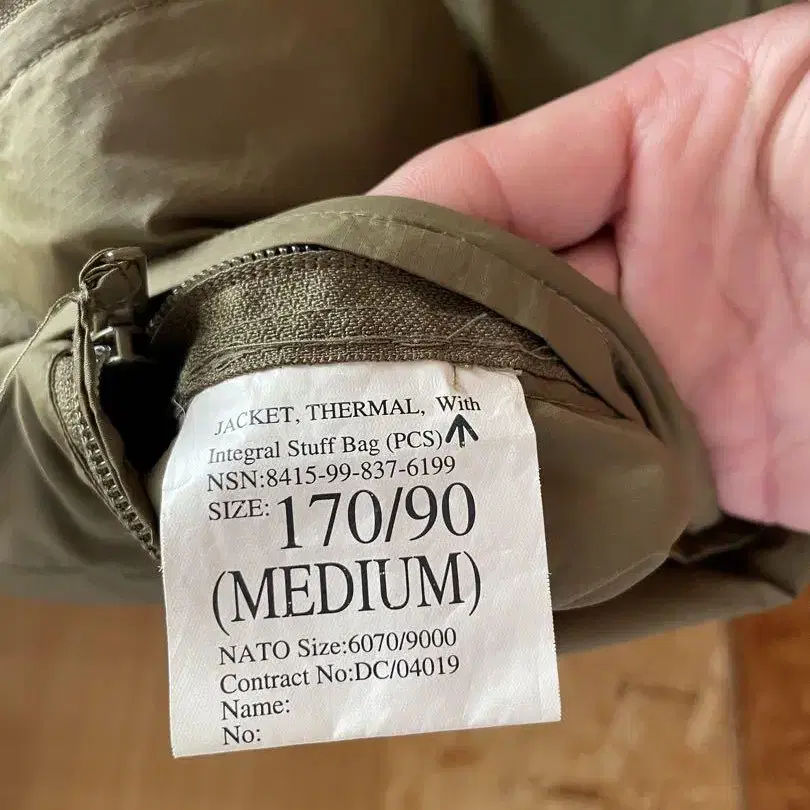 JACKET, THERMAL, With
Integral Stuff Bag (PCS)
NSN:8415-99-837-6199
SIZE: 170/90
(MEDIUM)
NATO Size:6070/9000
Contract No:DC/04019
Name:
No: